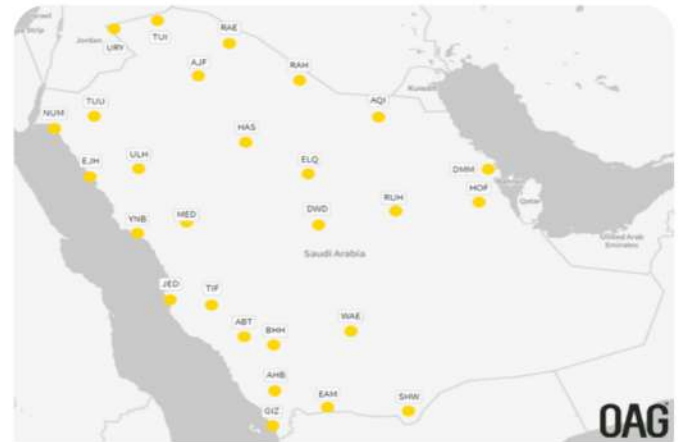 Jordan
URY
TUI
RAE
AJF
RAH
Kuwait
AQI
NUM
TUU
HAS
EJH
ULH
ELQ
DMM
HOF
Qatar
YNB
MED
DWD
RUH
United Arab
Emirates
Saudi Arabia
JED
TIF
ABT
BHH
WAE
AHB
EAM
SHW
GIZ
OAG